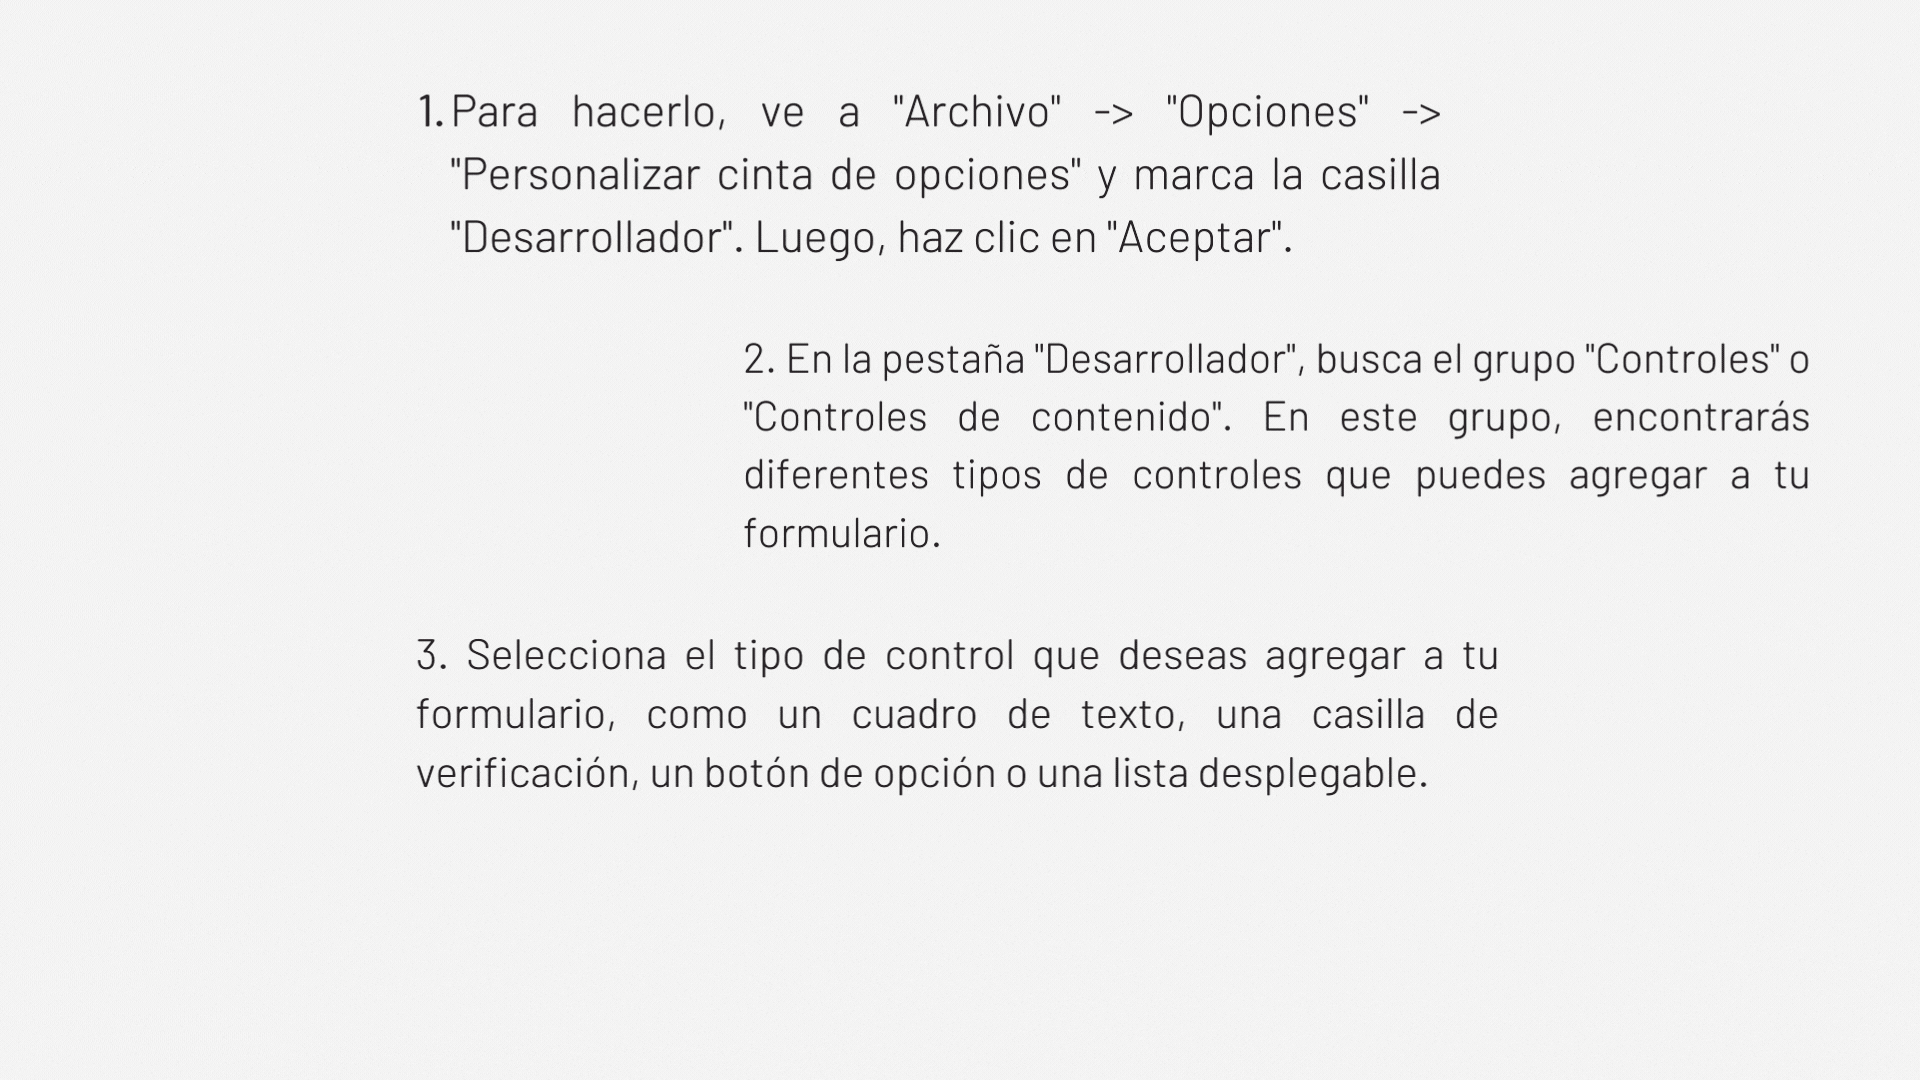 1. Para hacerlo, ve a "Archivo" -> "Opciones" ->
"Personalizar cinta de opciones" y marca la casilla
"Desarrollador". Luego, haz clic en "Aceptar".
2. En la pestaña "Desarrollador", busca el grupo "Controles" o
"Controles de contenido". En este grupo, encontrarás
diferentes tipos de controles que puedes agregar a tu
formulario.
3. Selecciona el tipo de control que deseas agregar a tu
formulario, como un cuadro de texto, una casilla de
verificación, un botón de opción o una lista desplegable.